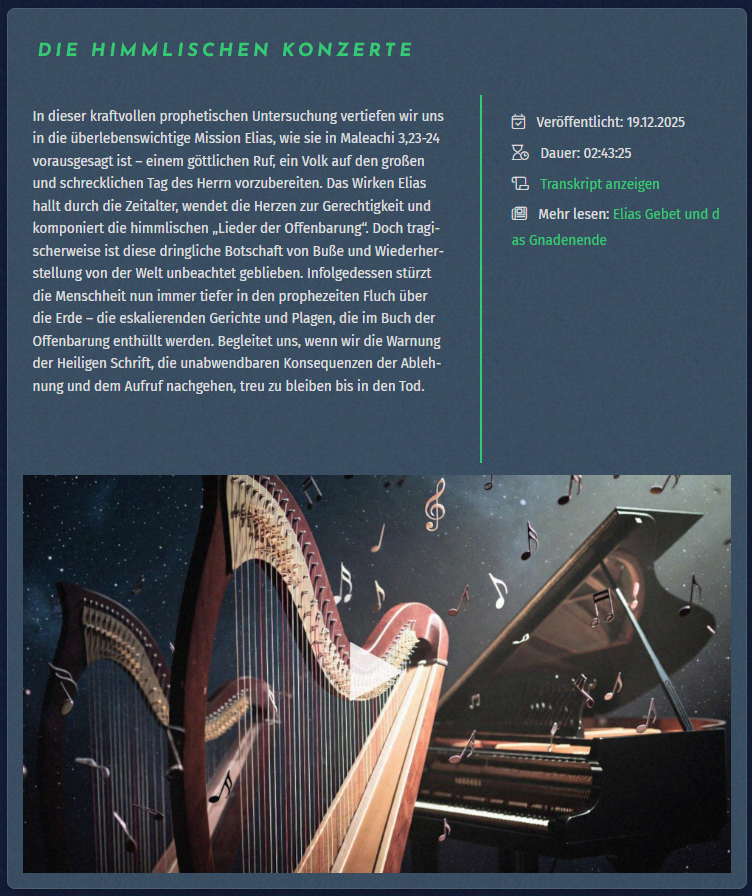 DIE HIMMLISCHEN KONZERTE
In dieser kraftvollen prophetischen Untersuchung vertiefen wir uns
in die überlebenswichtige Mission Elias, wie sie in Maleachi 3,23-24
vorausgesagt ist – einem göttlichen Ruf, ein Volk auf den großen
und schrecklichen Tag des Herrn vorzubereiten. Das Wirken Elias
hallt durch die Zeitalter, wendet die Herzen zur Gerechtigkeit und
komponiert die himmlischen „Lieder der Offenbarung“. Doch tragi-
scherweise ist diese dringliche Botschaft von Buße und Wiederher-
stellung von der Welt unbeachtet geblieben. Infolgedessen stürzt
die Menschheit nun immer tiefer in den prophezeiten Fluch über
die Erde – die eskalierenden Gerichte und Plagen, die im Buch der
Offenbarung enthüllt werden. Begleitet uns, wenn wir die Warnung
der Heiligen Schrift, die unabwendbaren Konsequenzen der Ableh-
nung und dem Aufruf nachgehen, treu zu bleiben bis in den Tod.
Veröffentlicht: 19.12.2025
Dauer: 02:43:25
Transkript anzeigen
Mehr lesen: Elias Gebet und d
as Gnadenende